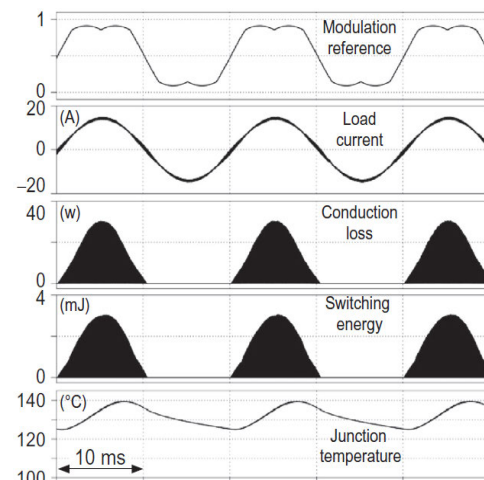 1
Modulation
reference
0
20
(A)
Load
current
0
−20
40
(w)
Conduction
loss
0
4
(mJ)
Switching
energy
0
(°C)
140
120
Junction
temperature
10 ms
100